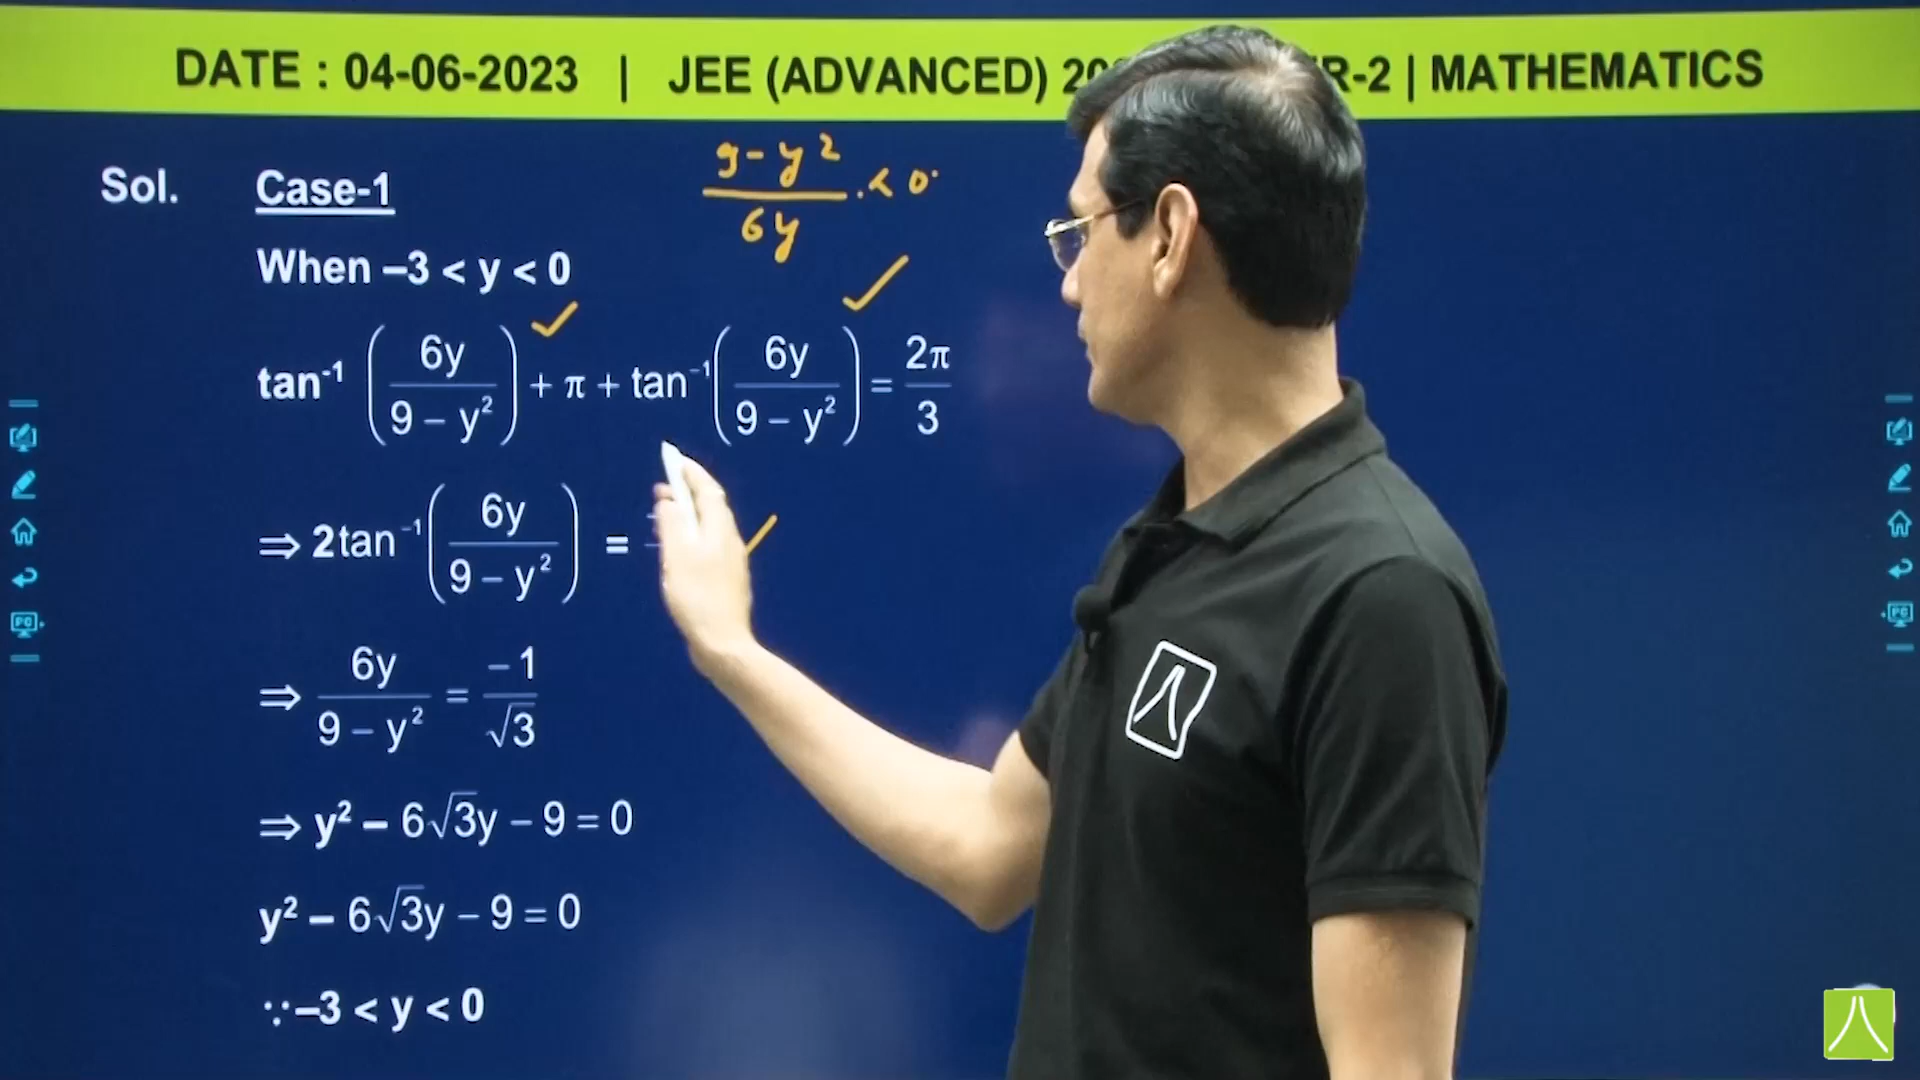 DATE : 04-06-2023 | JEE (ADVANCED) 20 R-2 | MATHEMATICS
9 - y²
/ 6y < 0
Sol. Case-1
When –3 < y < 0
tan⁻¹ (6y / (9 – y²)) + π + tan⁻¹ (6y / (9 – y²)) = 2π / 3
⇒ 2tan⁻¹ (6y / (9 – y²)) =
⇒ 6y / (9 – y²) = –1 / √3
⇒ y² – 6√3y – 9 = 0
y² – 6√3y – 9 = 0
∵ –3 < y < 0
PC
PC